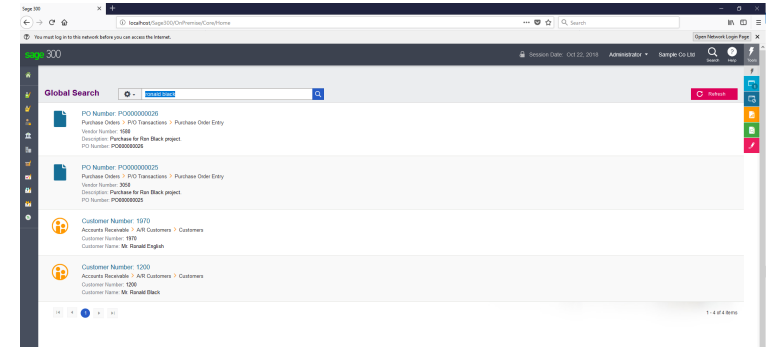 Sage 300
localhost/Sage300/OnPremise/Core/Home
Search
You must log in to this network before you can access the Internet.
Open Network Login Page
sage 300
Session Date: Oct 22, 2018
Administrator
Sample Co Ltd
Search
Help
Tools
Global Search
ronald black
Refresh
PO Number: PO000000026
Purchase Orders > P/O Transactions > Purchase Order Entry
Vendor Number: 1580
Description: Purchase for Ron Black project.
PO Number: PO000000026
PO Number: PO000000025
Purchase Orders > P/O Transactions > Purchase Order Entry
Vendor Number: 3058
Description: Purchase for Ron Black project.
PO Number: PO000000025
Customer Number: 1970
Accounts Receivable > A/R Customers > Customers
Customer Number: 1970
Customer Name: Mr. Ronald English
Customer Number: 1200
Accounts Receivable > A/R Customers > Customers
Customer Number: 1200
Customer Name: Mr. Ronald Black
1
1 - 4 of 4 items